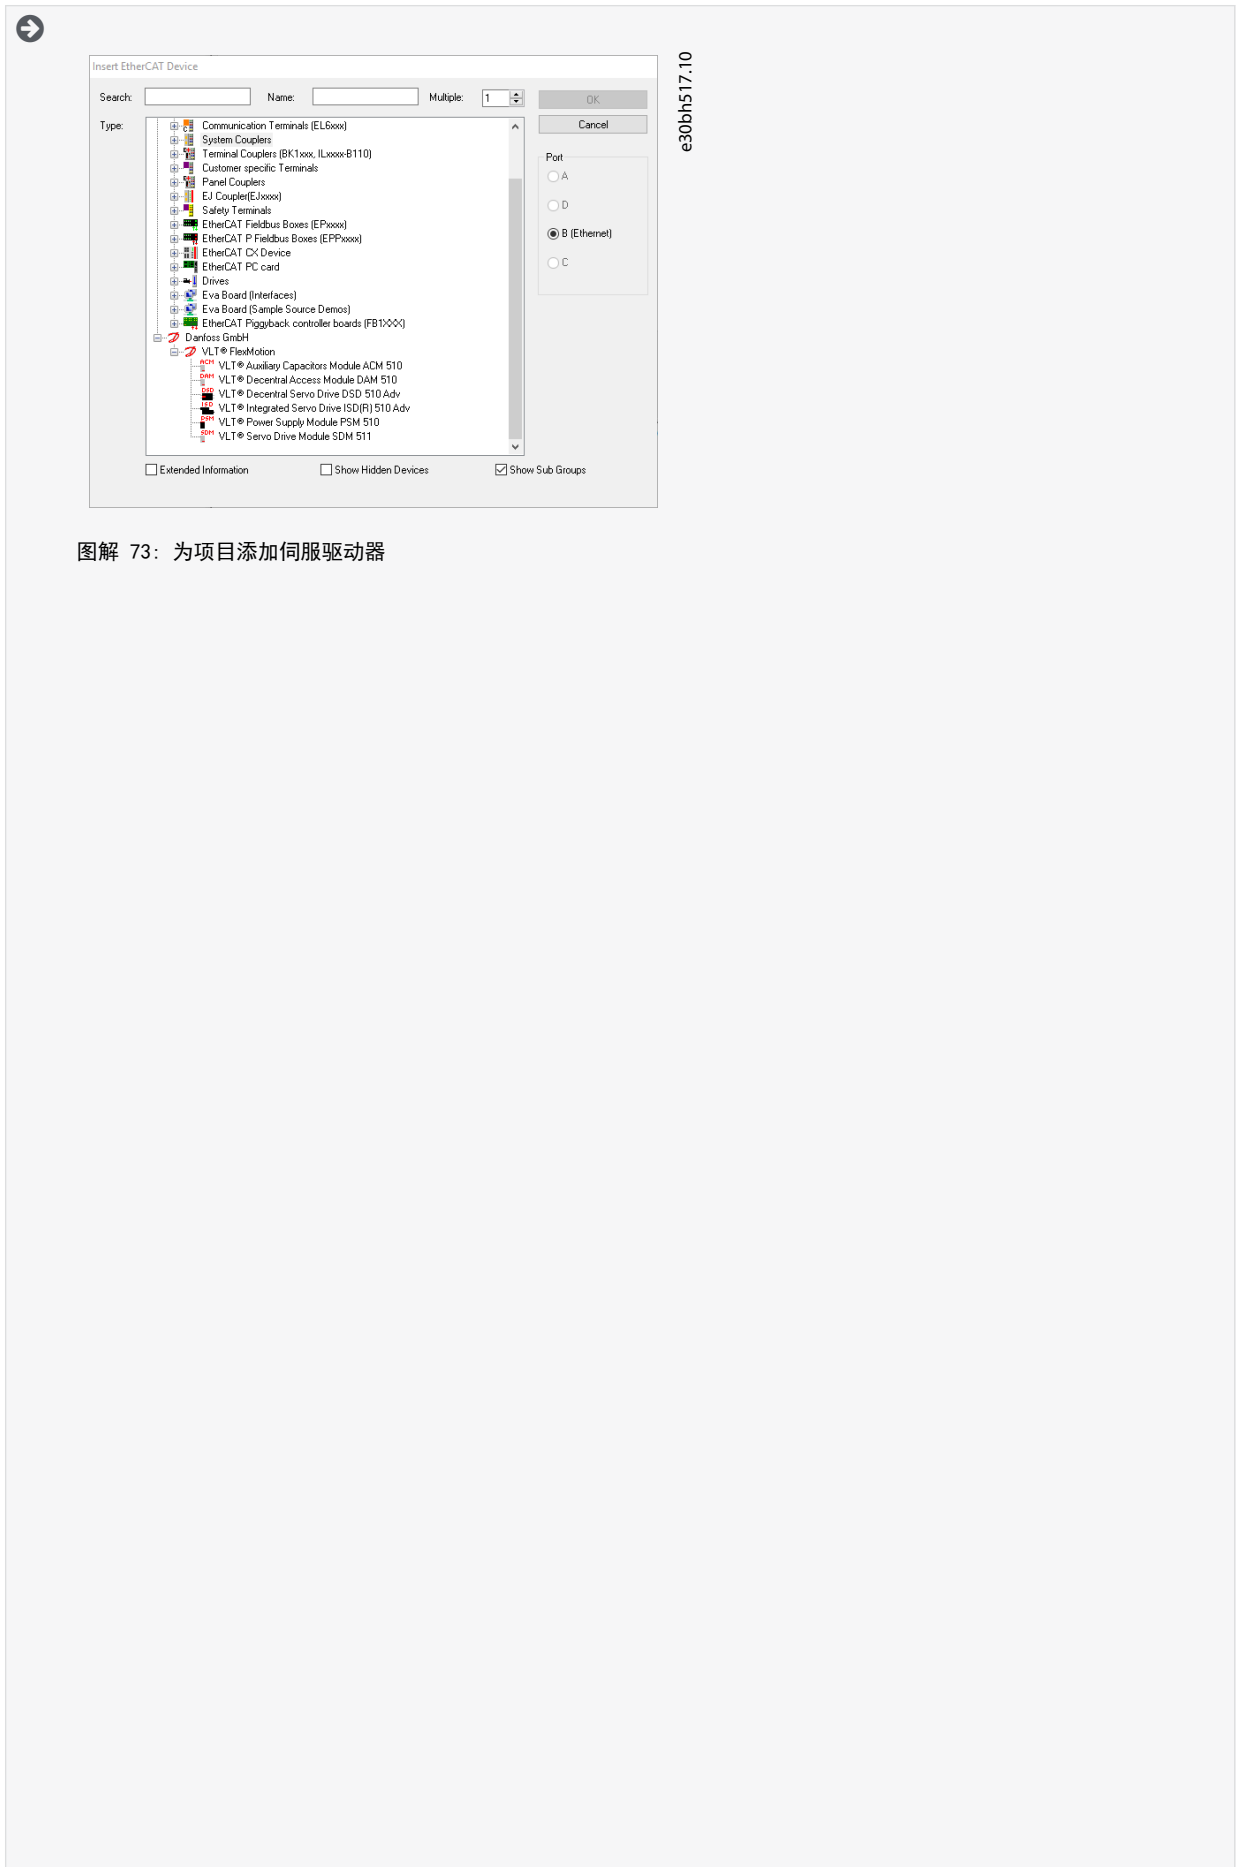 Insert EtherCAT Device
Search: Name: Multiple: 1 OK
Type: Cancel
Communication Terminals (EL6xxx)
System Couplers
Terminal Couplers (BK1xxx, ILxxxx-B110)
Customer specific Terminals
Panel Couplers
EJ Coupler(EJxxxx)
Safety Terminals
EtherCAT Fieldbus Boxes (EPxxxx)
EtherCAT P Fieldbus Boxes (EPPxxxx)
EtherCAT CX Device
EtherCAT PC card
Drives
Eva Board (Interfaces)
Eva Board (Sample Source Demos)
EtherCAT Piggyback controller boards (FB1XXX)
Danfoss GmbH
VLT® FlexMotion
ACM VLT® Auxiliary Capacitors Module ACM 510
DAM VLT® Decentral Access Module DAM 510
DSD VLT® Decentral Servo Drive DSD 510 Adv
ISD VLT® Integrated Servo Drive ISD(R) 510 Adv
PSM VLT® Power Supply Module PSM 510
SDM VLT® Servo Drive Module SDM 511
Port
A
D
B (Ethernet)
C
Extended Information Show Hidden Devices Show Sub Groups
e30bh517.10
图解 73: 为项目添加伺服驱动器